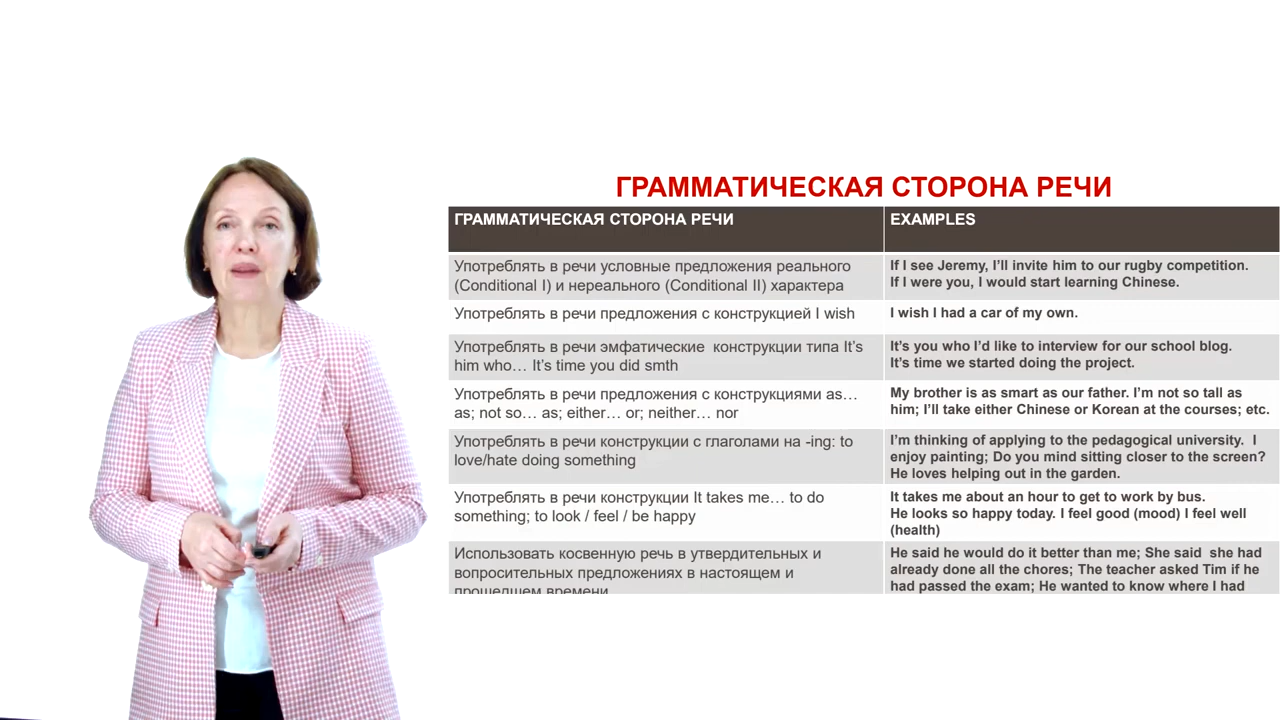 ГРАММАТИЧЕСКАЯ СТОРОНА РЕЧИ
ГРАММАТИЧЕСКАЯ СТОРОНА РЕЧИ
EXAMPLES
Употреблять в речи условные предложения реального
(Conditional I) и нереального (Conditional II) характера
If I see Jeremy, I’ll invite him to our rugby competition.
If I were you, I would start learning Chinese.
Употреблять в речи предложения с конструкцией I wish
I wish I had a car of my own.
Употреблять в речи эмфатические конструкции типа It’s
him who… It’s time you did smth
It’s you who I’d like to interview for our school blog.
It’s time we started doing the project.
Употреблять в речи предложения с конструкциями as…
as; not so… as; either… or; neither… nor
My brother is as smart as our father. I’m not so tall as
him; I’ll take either Chinese or Korean at the courses; etc.
Употреблять в речи конструкции с глаголами на -ing: to
love/hate doing something
I’m thinking of applying to the pedagogical university. I
enjoy painting; Do you mind sitting closer to the screen?
He loves helping out in the garden.
Употреблять в речи конструкции It takes me… to do
something; to look / feel / be happy
It takes me about an hour to get to work by bus.
He looks so happy today. I feel good (mood) I feel well
(health)
Использовать косвенную речь в утвердительных и
вопросительных предложениях в настоящем и
прошедшем времени
He said he would do it better than me; She said she had
already done all the chores; The teacher asked Tim if he
had passed the exam; He wanted to know where I had